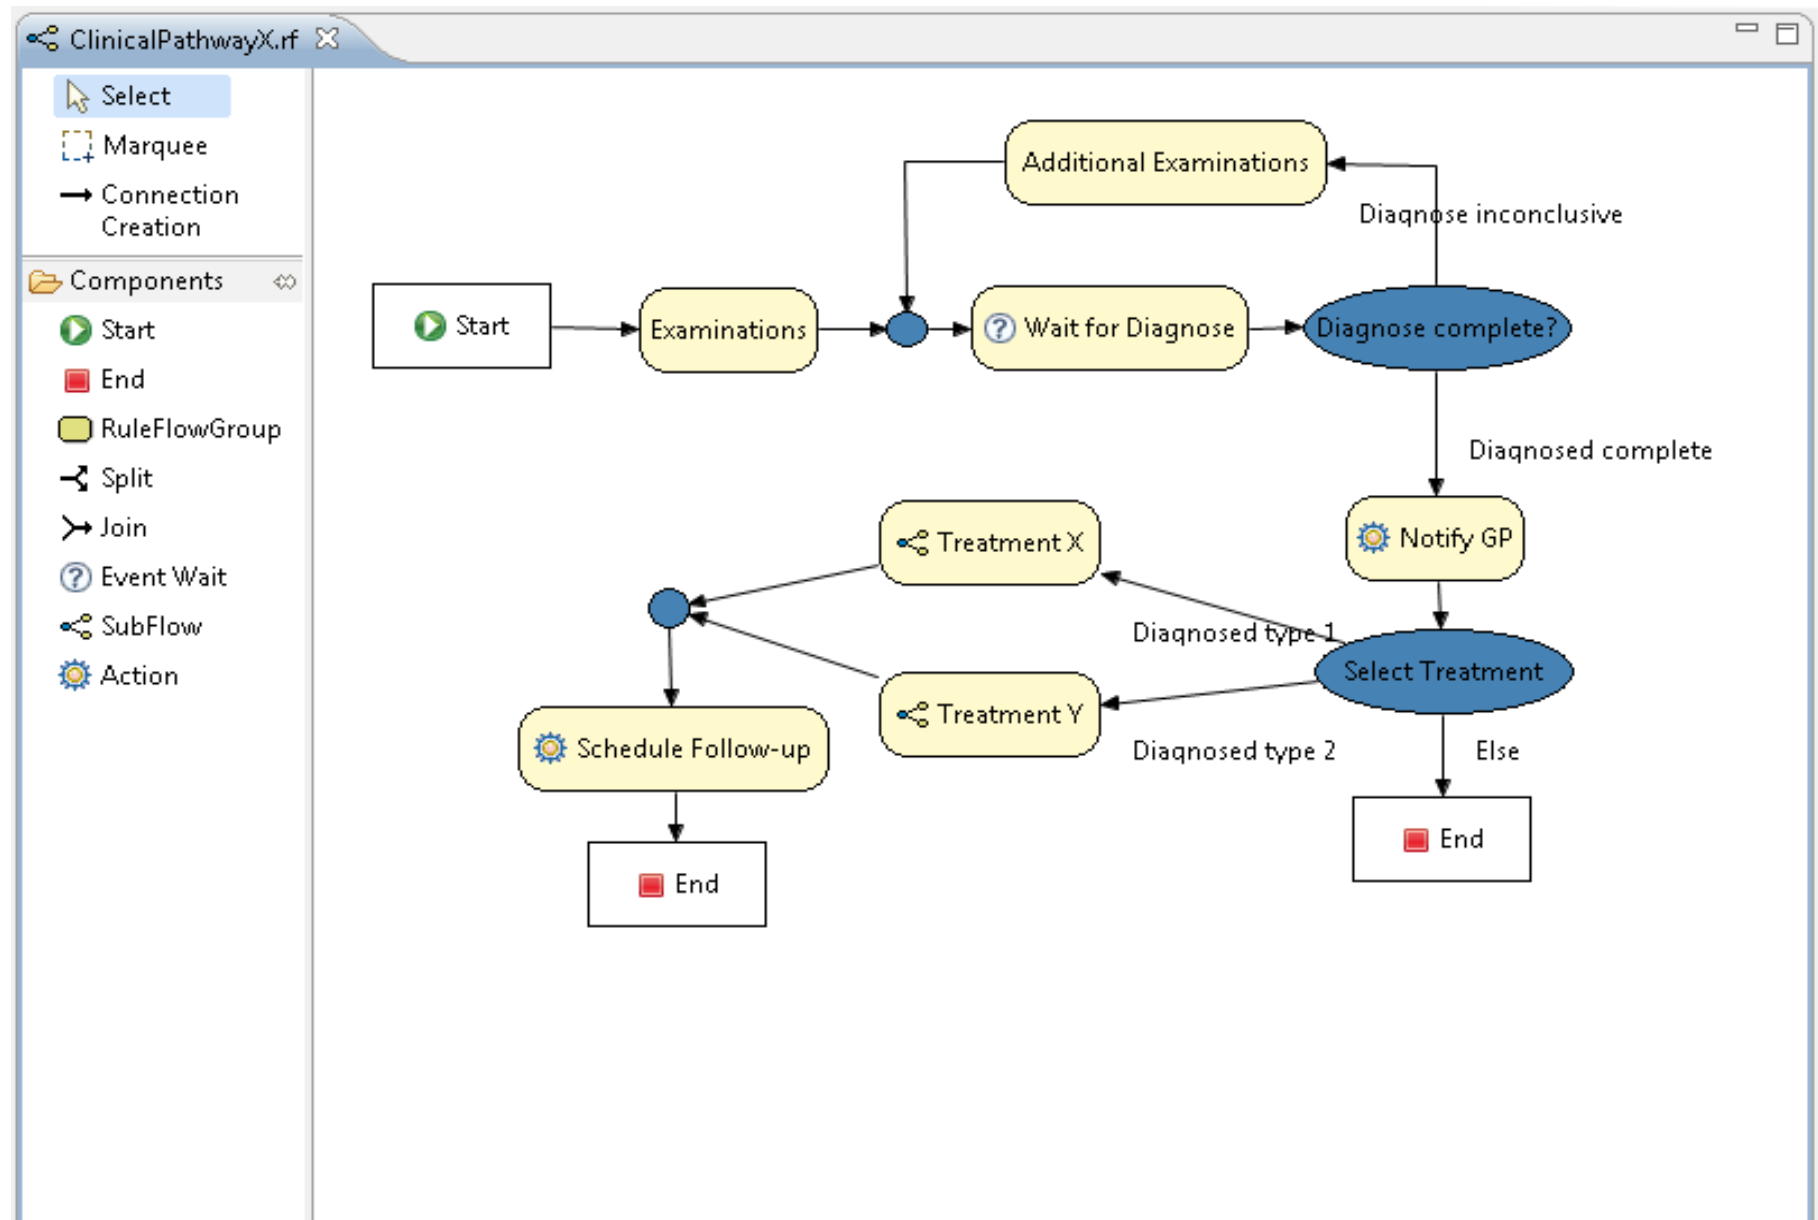 ClinicalPathwayX.rf
Select
Marquee
Connection
Creation
Components
Start
End
RuleFlowGroup
Split
Join
Event Wait
SubFlow
Action
Additional Examinations
Diagnose inconclusive
Start
Examinations
Wait for Diagnose
Diagnose complete?
Diagnosed complete
Notify GP
Treatment X
Diagnosed type 1
Select Treatment
Treatment Y
Diagnosed type 2
Else
Schedule Follow-up
End
End